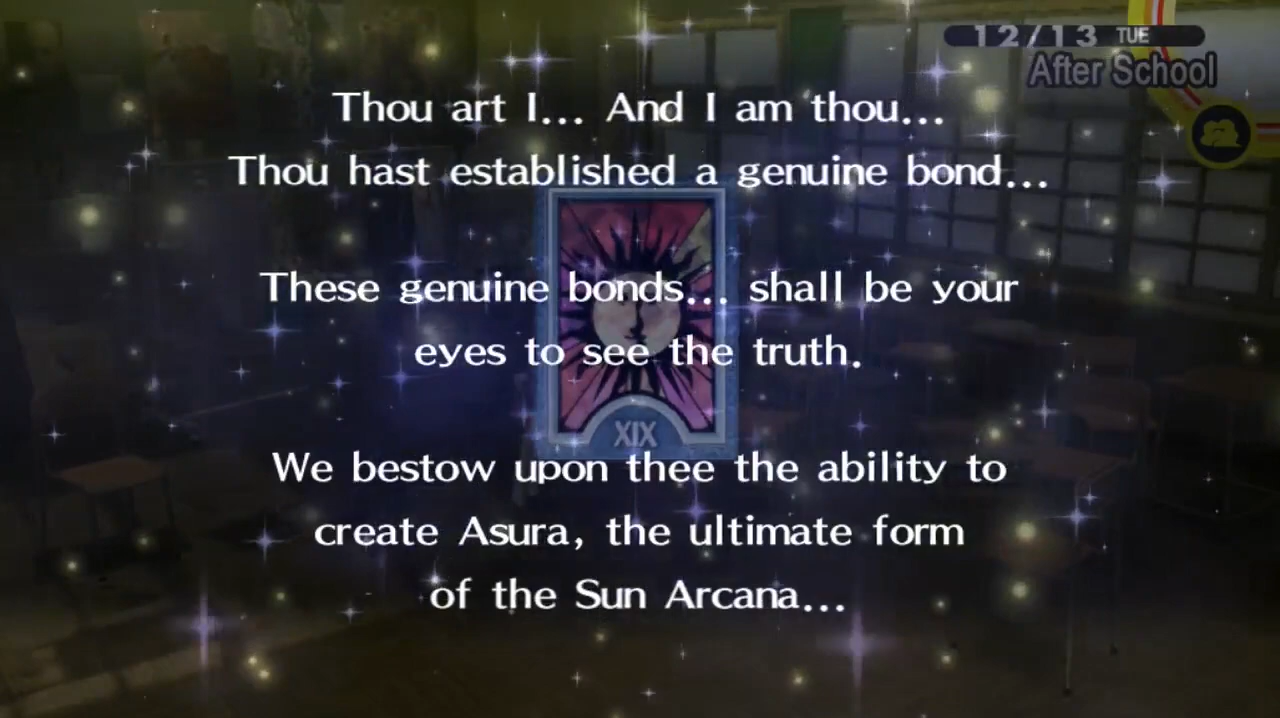 12/13 TUE
After School
Thou art I... And I am thou...
Thou hast established a genuine bond...
These genuine bonds... shall be your
eyes to see the truth.
XIX
We bestow upon thee the ability to
create Asura, the ultimate form
of the Sun Arcana...